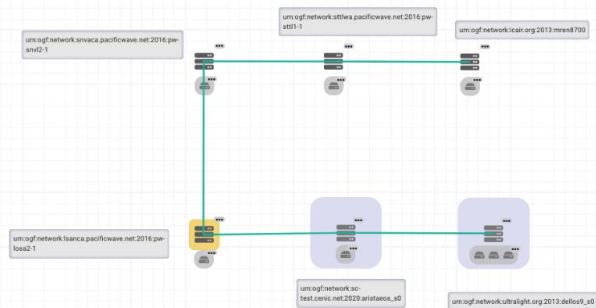 urn:ogf:network:snvaca.pacificwave.net:2016:pw-
snvl2-1
urn:ogf:network:sttlwa.pacificwave.net:2016:pw-
sttl1-1
urn:ogf:network:icair.org:2013:mren8700
urn:ogf:network:lsanca.pacificwave.net:2016:pw-
losa2-1
urn:ogf:network:sc-
test.cenic.net:2020:aristaeos_s0
urn:ogf:network:ultralight.org:2013:dellos9_s0